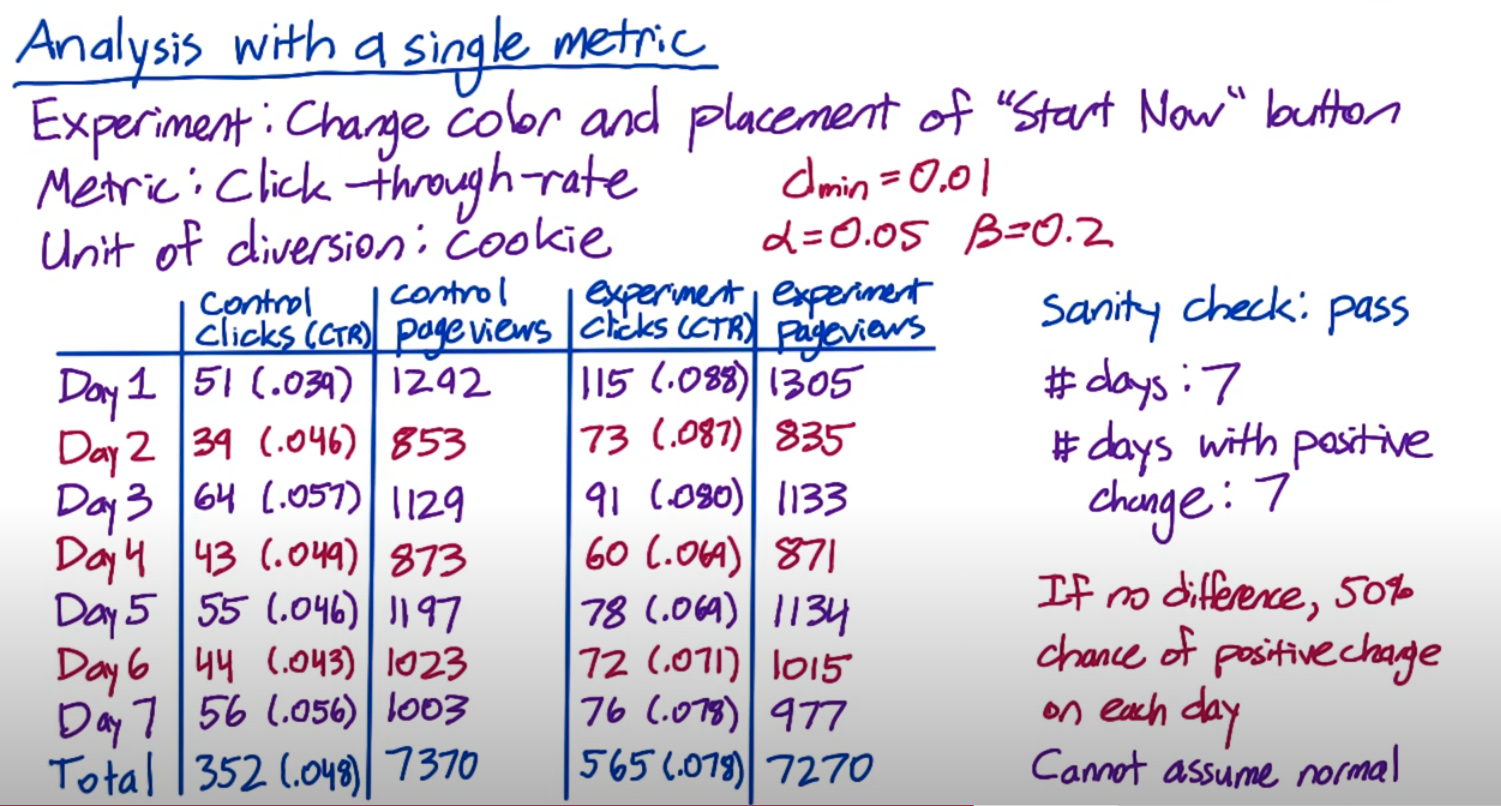 Analysis with a single metric
Experiment: Change color and placement of "Start Now" button
Metric: Click-through-rate
dmin = 0.01
Unit of diversion: cookie
α=0.05 β=0.2
control clicks (CTR) | control pageviews | experiment clicks (CTR) | experiment pageviews
Day 1 | 51 (.039) | 1292 | 115 (.088) | 1305
Day 2 | 39 (.046) | 853 | 73 (.087) | 835
Day 3 | 64 (.057) | 1129 | 91 (.080) | 1133
Day 4 | 43 (.049) | 873 | 60 (.069) | 871
Day 5 | 55 (.046) | 1197 | 78 (.069) | 1134
Day 6 | 44 (.043) | 1023 | 72 (.071) | 1015
Day 7 | 56 (.056) | 1003 | 76 (.078) | 977
Total | 352 (.048) | 7370 | 565 (.078) | 7270
Sanity check: pass
# days: 7
# days with positive
change: 7
If no difference, 50%
chance of positive change
on each day
Cannot assume normal